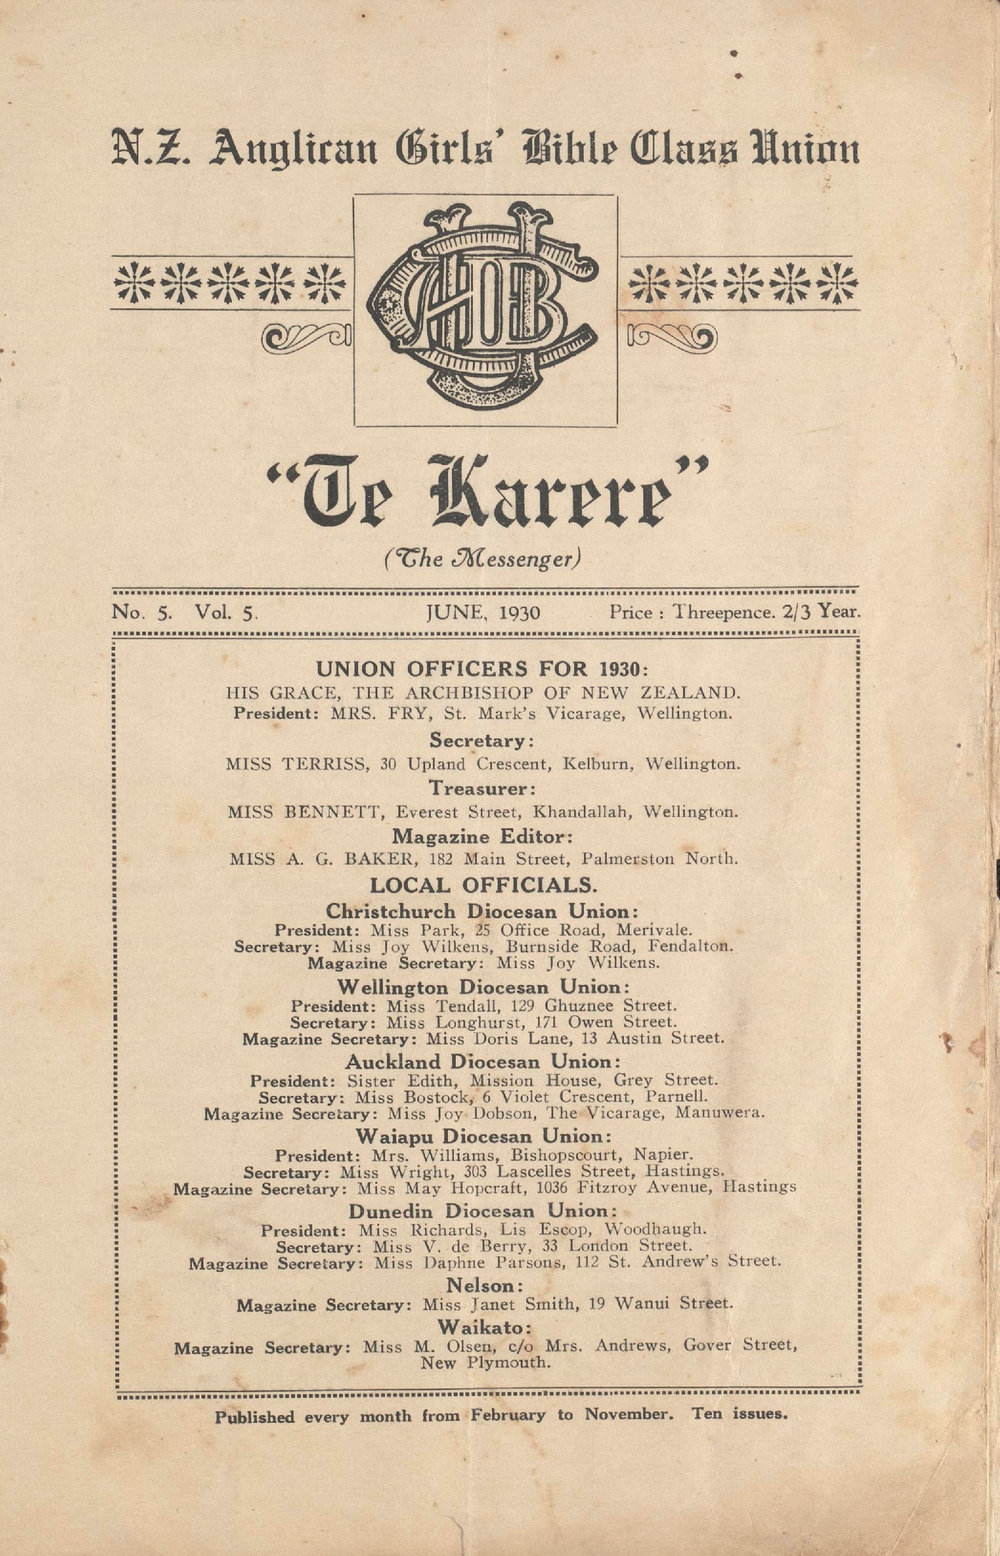 N.Z. Anglican Girls' Bible Class Union
"Te Karere"
(The Messenger)
No. 5. Vol. 5. JUNE, 1930 Price : Threepence. 2/3 Year.
UNION OFFICERS FOR 1930:
HIS GRACE, THE ARCHBISHOP OF NEW ZEALAND.
President: MRS. FRY, St. Mark's Vicarage, Wellington.
Secretary:
MISS TERRISS, 30 Upland Crescent, Kelburn, Wellington.
Treasurer:
MISS BENNETT, Everest Street, Khandallah, Wellington.
Magazine Editor:
MISS A. G. BAKER, 182 Main Street, Palmerston North.
LOCAL OFFICIALS.
Christchurch Diocesan Union:
President: Miss Park, 25 Office Road, Merivale.
Secretary: Miss Joy Wilkens, Burnside Road, Fendalton.
Magazine Secretary: Miss Joy Wilkens.
Wellington Diocesan Union:
President: Miss Tendall, 129 Ghuznee Street.
Secretary: Miss Longhurst, 171 Owen Street.
Magazine Secretary: Miss Doris Lane, 13 Austin Street.
Auckland Diocesan Union:
President: Sister Edith, Mission House, Grey Street.
Secretary: Miss Bostock, 6 Violet Crescent, Parnell.
Magazine Secretary: Miss Joy Dobson, The Vicarage, Manuwera.
Waiapu Diocesan Union:
President: Mrs. Williams, Bishopscourt, Napier.
Secretary: Miss Wright, 303 Lascelles Street, Hastings.
Magazine Secretary: Miss May Hopcraft, 1036 Fitzroy Avenue, Hastings
Dunedin Diocesan Union:
President: Miss Richards, Lis Escop, Woodhaugh.
Secretary: Miss V. de Berry, 33 London Street.
Magazine Secretary: Miss Daphne Parsons, 112 St. Andrew's Street.
Nelson:
Magazine Secretary: Miss Janet Smith, 19 Wanui Street.
Waikato:
Magazine Secretary: Miss M. Olsen, c/o Mrs. Andrews, Gover Street,
New Plymouth.
Published every month from February to November. Ten issues.